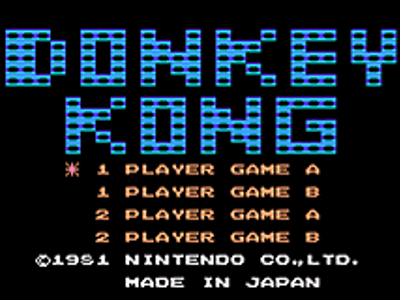 DONKEY
KONG
1 PLAYER GAME A
1 PLAYER GAME B
2 PLAYER GAME A
2 PLAYER GAME B
©1981 NINTENDO CO.,LTD.
MADE IN JAPAN